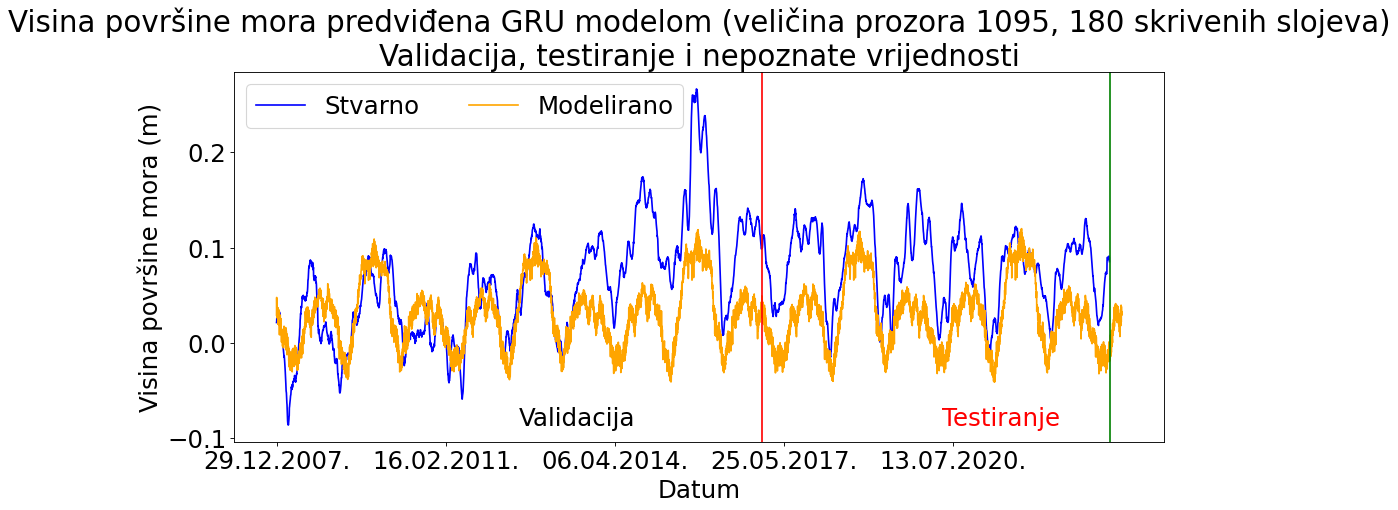 Visina površine mora predviđena GRU modelom (veličina prozora 1095, 180 skrivenih slojeva)
Validacija, testiranje i nepoznate vrijednosti
Stvarno
Modelirano
Visina površine mora (m)
0.2
0.1
0.0
−0.1
Validacija
Testiranje
29.12.2007.
16.02.2011.
06.04.2014.
25.05.2017.
13.07.2020.
Datum